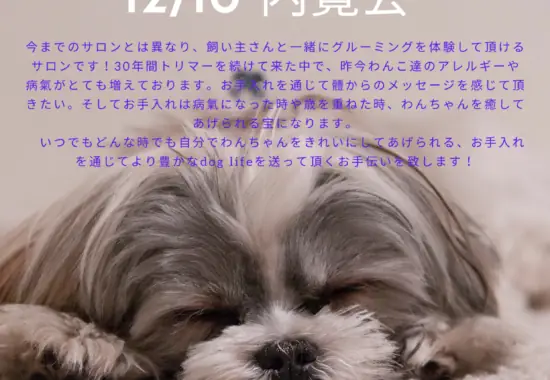 12/10 内覧会
今までのサロンとは異なり、飼い主さんと一緒にグルーミングを体験して頂ける
サロンです！30年間トリマーを続けて来た中で、昨今わんこ達のアレルギーや
病氣がとても増えております。お手入れを通じて體からのメッセージを感じて頂
きたい。そしてお手入れは病氣になった時や歳を重ねた時、わんちゃんを癒して
あげられる宝になります。
いつでもどんな時でも自分でわんちゃんをきれいにしてあげられる、お手入れ
を通じてより豊かなdog lifeを送って頂くお手伝いを致します！